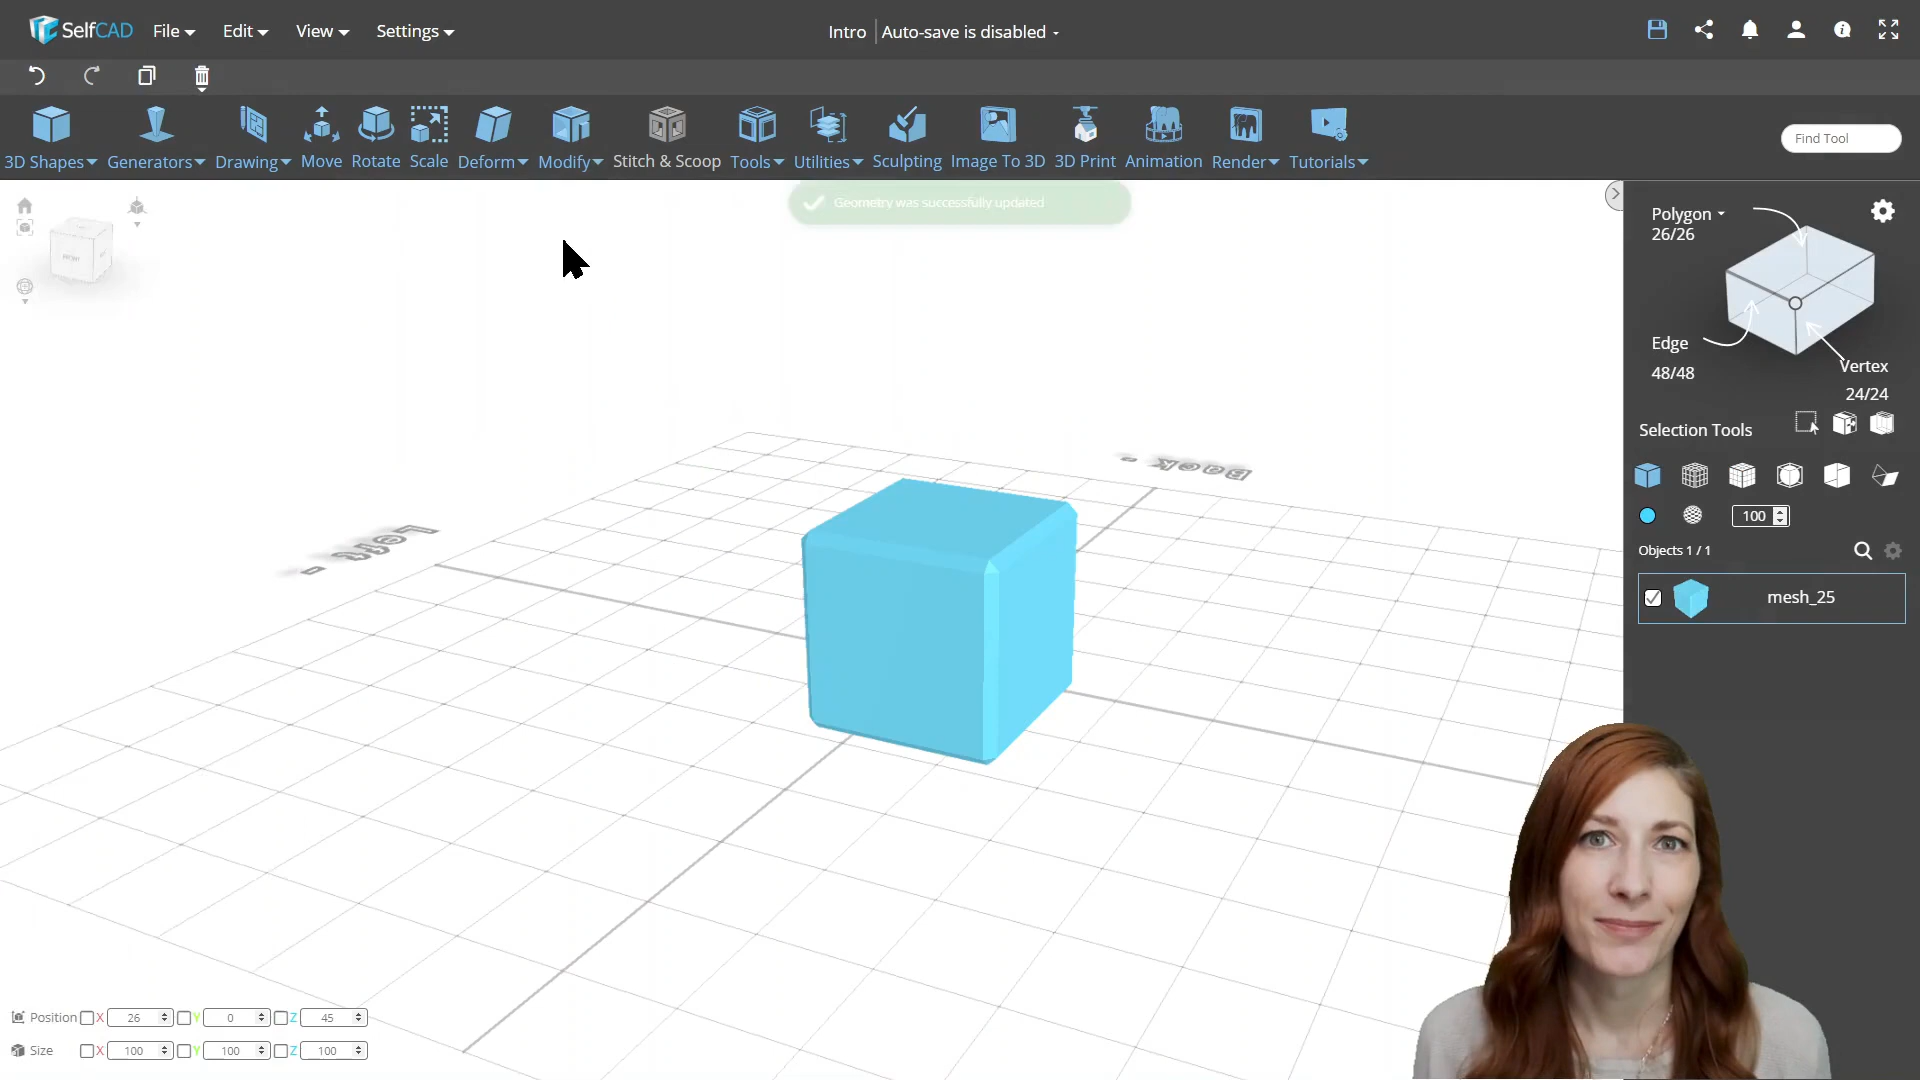 SelfCAD File Edit View Settings
Intro Auto-save is disabled
3D Shapes Generators Drawing Move Rotate Scale Deform Modify Stitch & Scoop Tools Utilities Sculpting Image To 3D 3D Print Animation Render Tutorials
Find Tool
Geometry was successfully updated
Polygon
26/26
Edge
48/48
Vertex
24/24
Selection Tools
100
Objects 1 / 1
mesh_25
Back
Left
Position X 26 Y 0 Z 45
Size X 100 Y 100 Z 100